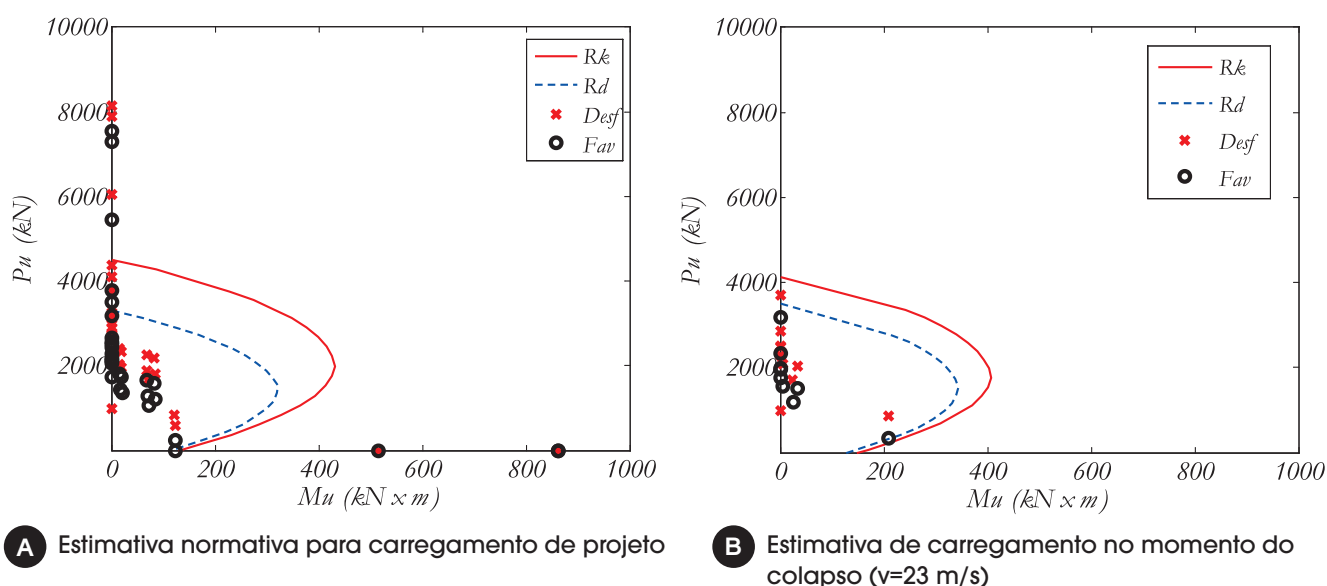 10000
8000
6000
4000
2000
0
Pu (kN)
0 200 400 600 800 1000
Mu (kN x m)
Rk
Rd
Desf
Fav
A Estimativa normativa para carregamento de projeto
10000
8000
6000
4000
2000
0
Pu (kN)
0 200 400 600 800 1000
Mu (kN x m)
Rk
Rd
Desf
Fav
B Estimativa de carregamento no momento do
colapso (v=23 m/s)